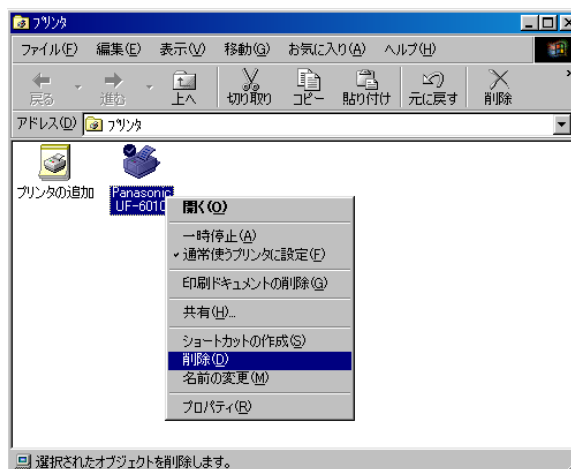 プリンタ
ファイル(F) 編集(E) 表示(V) 移動(G) お気に入り(A) ヘルプ(H)
戻る 進む 上へ 切り取り コピー 貼り付け 元に戻す 削除
アドレス(D) プリンタ
プリンタの追加
Panasonic
UF-6010
開く(O)
一時停止(A)
通常使うプリンタに設定(F)
印刷ドキュメントの削除(G)
共有(H)...
ショートカットの作成(S)
削除(D)
名前の変更(M)
プロパティ(R)
選択されたオブジェクトを削除します。